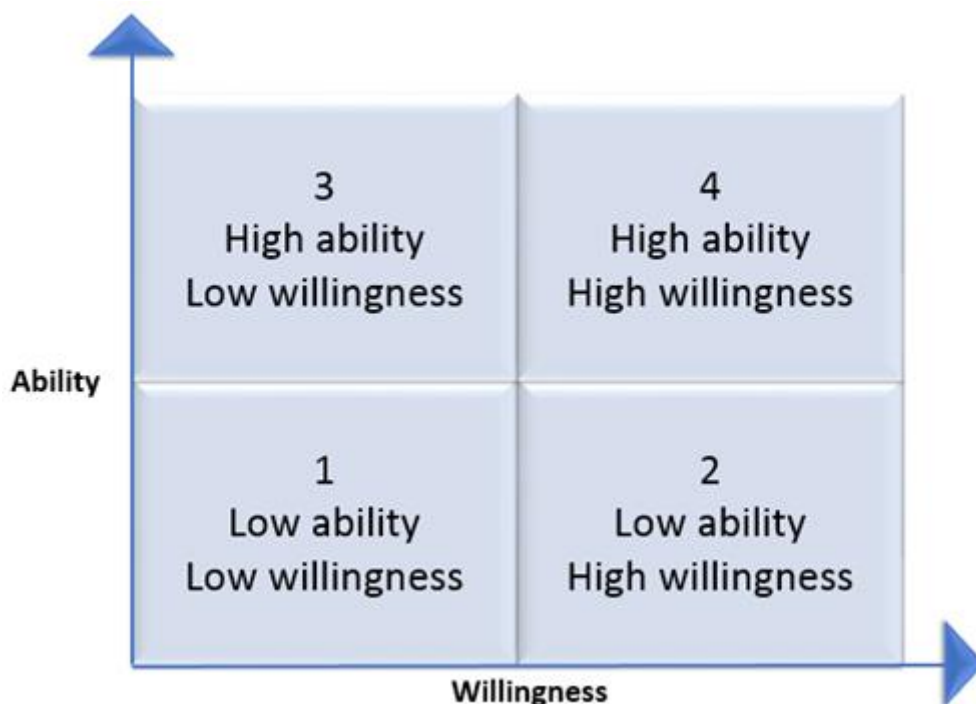 3
High ability
Low willingness
4
High ability
High willingness
Ability
1
Low ability
Low willingness
2
Low ability
High willingness
Willingness